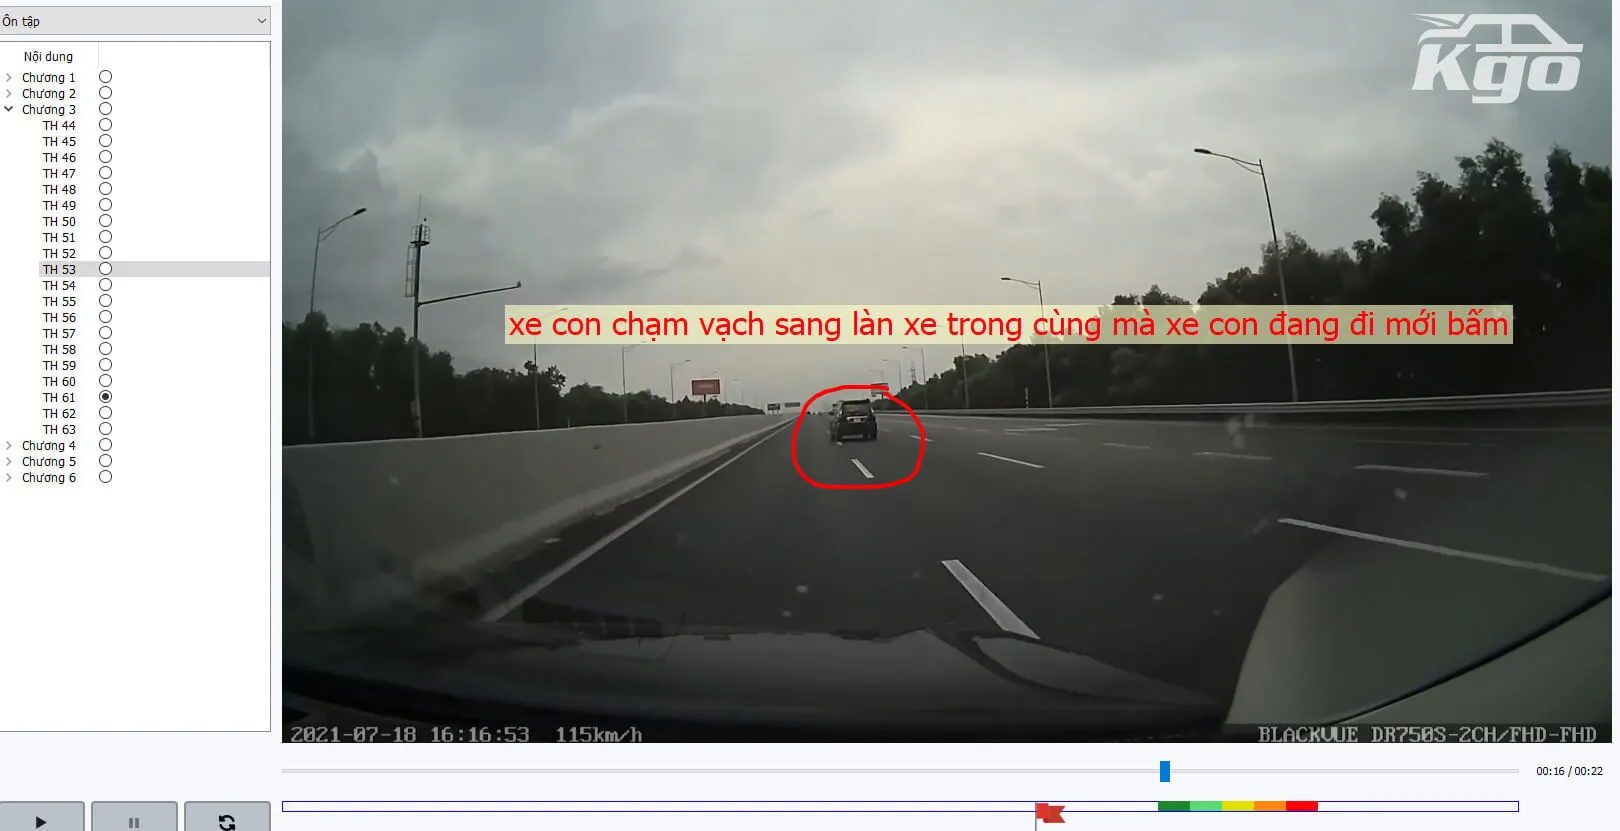 Ôn tập
Nội dung
Chương 1
Chương 2
Chương 3
TH 44
TH 45
TH 46
TH 47
TH 48
TH 49
TH 50
TH 51
TH 52
TH 53
TH 54
TH 55
TH 56
TH 57
TH 58
TH 59
TH 60
TH 61
TH 62
TH 63
Chương 4
Chương 5
Chương 6
Kgo
xe con chạm vạch sang làn xe trong cùng mà xe con đang đi mới bấm
2021-07-18 16:16:53 115km/h
BLACKVUE DR750S-2CH/FHD-FHD
00:16 / 00:22